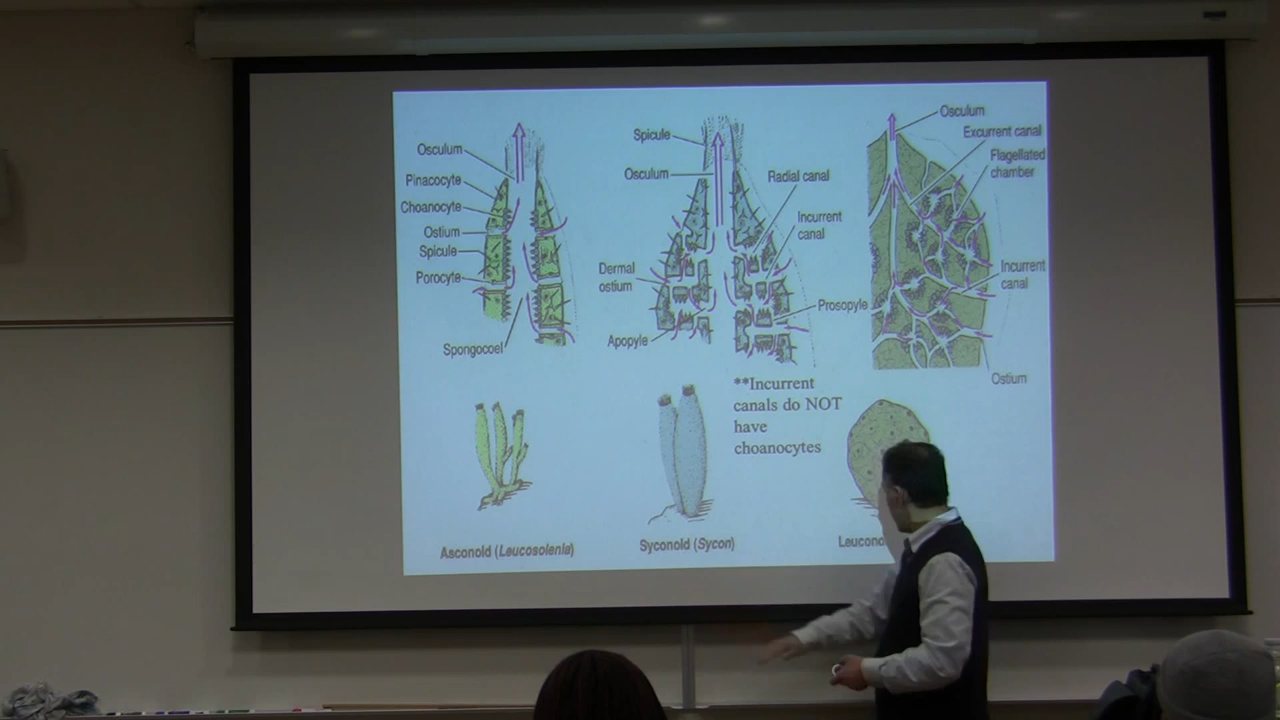 Osculum
Pinacocyte
Choanocyte
Ostium
Spicule
Porocyte
Spongocoel
Spicule
Osculum
Radial canal
Incurrent
canal
Dermal
ostium
Prosopyle
Apopyle
Osculum
Excurrent canal
Flagellated
chamber
Incurrent
canal
Ostium
**Incurrent
canals do NOT
have
choanocytes
Asconoid (Leucosolenia)
Syconoid (Sycon)